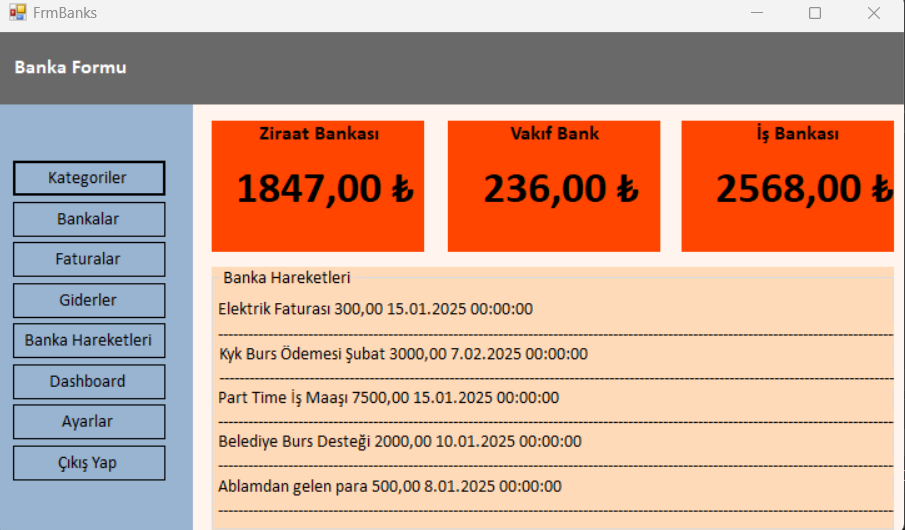 FrmBanks
Banka Formu
Kategoriler
Bankalar
Faturalar
Giderler
Banka Hareketleri
Dashboard
Ayarlar
Çıkış Yap
Ziraat Bankası
1847,00 ₺
Vakıf Bank
236,00 ₺
İş Bankası
2568,00 ₺
Banka Hareketleri
Elektrik Faturası 300,00 15.01.2025 00:00:00
Kyk Burs Ödemesi Şubat 3000,00 7.02.2025 00:00:00
Part Time İş Maaşı 7500,00 15.01.2025 00:00:00
Belediye Burs Desteği 2000,00 10.01.2025 00:00:00
Ablamdan gelen para 500,00 8.01.2025 00:00:00